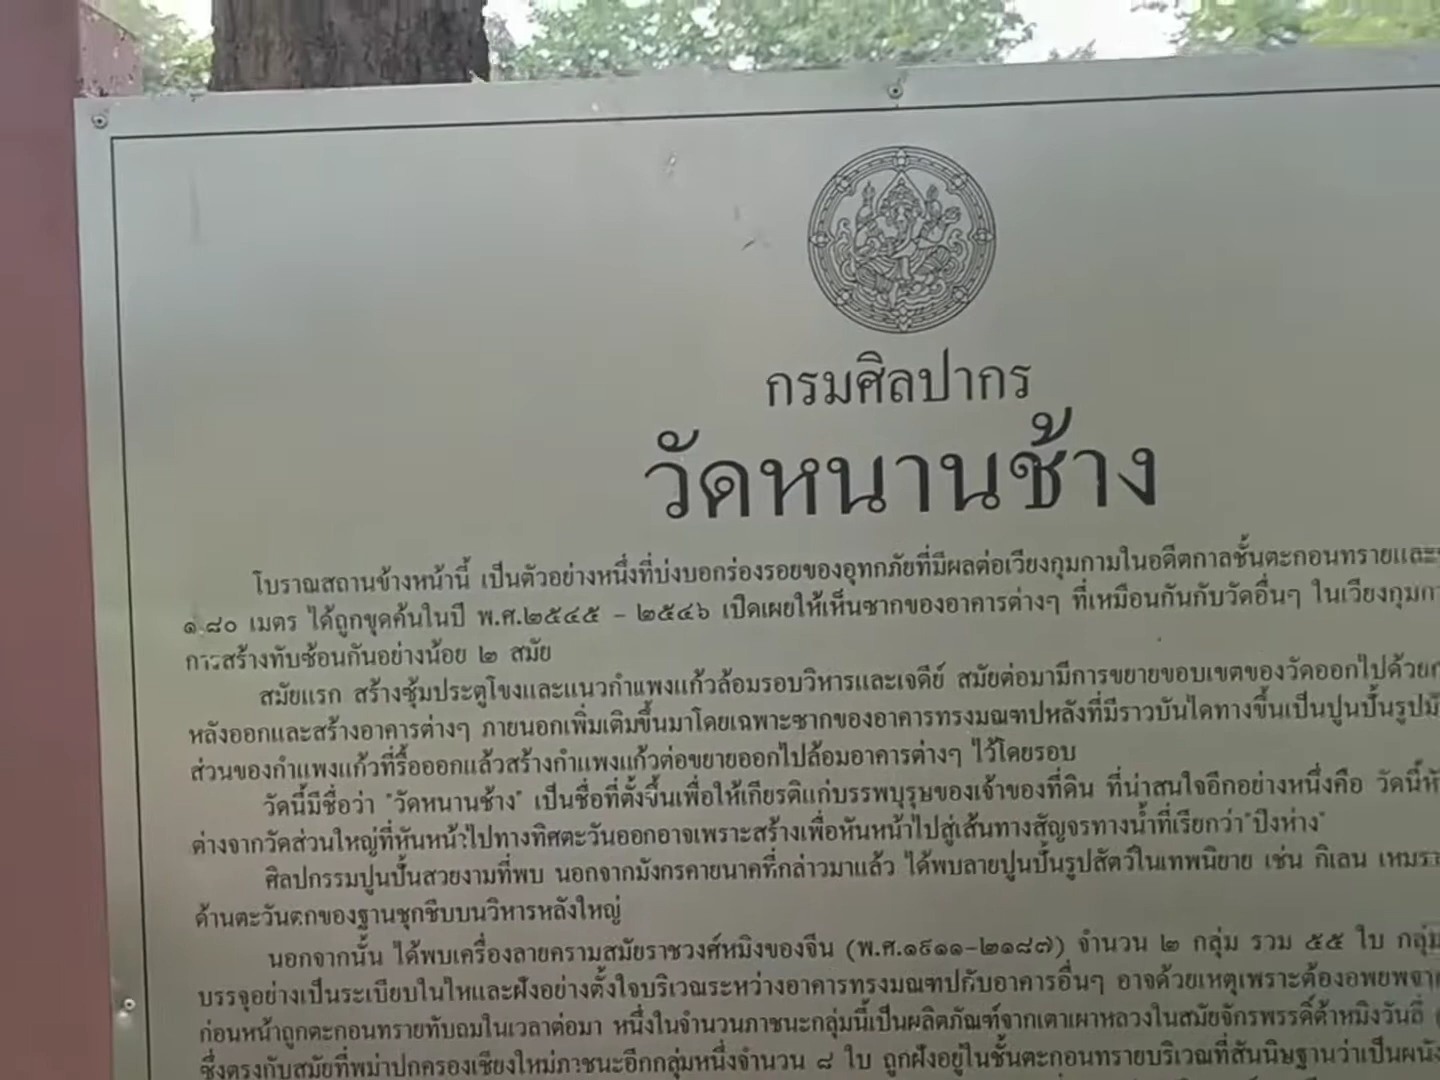 กรมศิลปากร
วัดหนานช้าง
โบราณสถานข้างหน้านี้ เป็นตัวอย่างหนึ่งที่บ่งบอกร่องรอยของอุทกภัยที่มีผลต่อเวียงกุมกามในอดีตกาลชั้นตะกอนทรายและ
๑.๘๐ เมตร ได้ถูกขุดค้นในปี พ.ศ.๒๕๔๕ - ๒๕๔๖ เปิดเผยให้เห็นซากของอาคารต่างๆ ที่เหมือนกันกับวัดอื่นๆ ในเวียงกุมกา
การสร้างทับซ้อนกันอย่างน้อย ๒ สมัย
สมัยแรก สร้างซุ้มประตูโขงและแนวกำแพงแก้วล้อมรอบวิหารและเจดีย์ สมัยต่อมามีการขยายขอบเขตของวัดออกไปด้วย
หลังออกและสร้างอาคารต่างๆ ภายนอกเพิ่มเติมขึ้นมาโดยเฉพาะซากของอาคารทรงมณฑปหลังที่มีราวบันไดทางขึ้นเป็นปูนปั้นรูป
ส่วนของกำแพงแก้วที่รื้อออกแล้วสร้างกำแพงแก้วต่อขยายออกไปล้อมอาคารต่างๆ ไว้โดยรอบ
วัดนี้มีชื่อว่า "วัดหนานช้าง" เป็นชื่อที่ตั้งขึ้นเพื่อให้เกียรติแก่บรรพบุรุษของเจ้าของที่ดิน ที่น่าสนใจอีกอย่างหนึ่งคือ วัดนี้
ต่างจากวัดส่วนใหญ่ที่หันหน้าไปทางทิศตะวันออกอาจเพราะสร้างเพื่อหันหน้าไปสู่เส้นทางสัญจรทางน้ำที่เรียกว่า"ปิงห่าง"
ศิลปกรรมปูนปั้นสวยงามที่พบ นอกจากมังกรคายนาคที่กล่าวมาแล้ว ได้พบลายปูนปั้นรูปสัตว์ในเทพนิยาย เช่น กิเลน
ด้านตะวันตกของฐานชุกชีบนวิหารหลังใหญ่
นอกจากนั้น ได้พบเครื่องลายครามสมัยราชวงศ์หมิงของจีน (พ.ศ.๑๙๑๑-๒๑๘๗) จำนวน ๒ กลุ่ม รวม ๕๕ ใบ กลุ่ม
บรรจุอย่างเป็นระเบียบในไหและฝังอย่างตั้งใจบริเวณระหว่างอาคารทรงมณฑปกับอาคารอื่นๆ อาจด้วยเหตุเพราะต้องอพยพจาก
ก่อนหน้าถูกตะกอนทรายทับถมในเวลาต่อมา หนึ่งในจำนวนภาชนะกลุ่มนี้เป็นผลิตภัณฑ์จากเตาเผาหลวงในสมัยจักรพรรดิ์ต้าหมิงวันลี่
ซึ่งตรงกับสมัยที่พม่าปกครองเชียงใหม่ภาชนะอีกกลุ่มหนึ่งจำนวน ๘ ใบ ถูกฝังอยู่ในชั้นตะกอนทรายบริเวณที่สันนิษฐานว่าเป็นผนัง